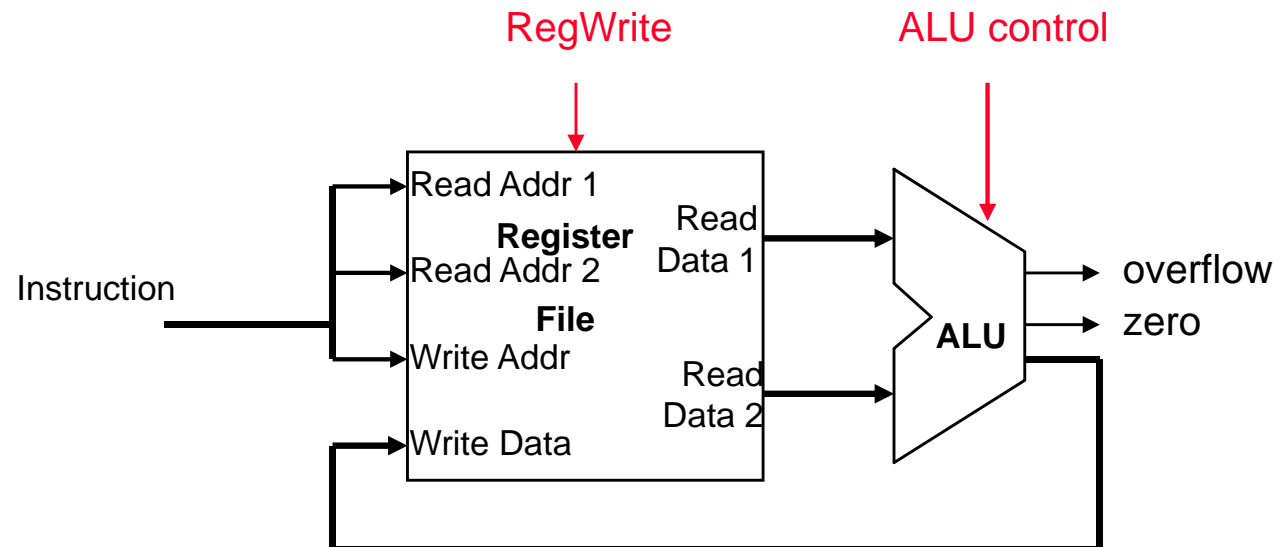 RegWrite
ALU control
Instruction
Read Addr 1
Register
Read Addr 2
File
Write Addr
Write Data
Read
Data 1
Read
Data 2
ALU
overflow
zero